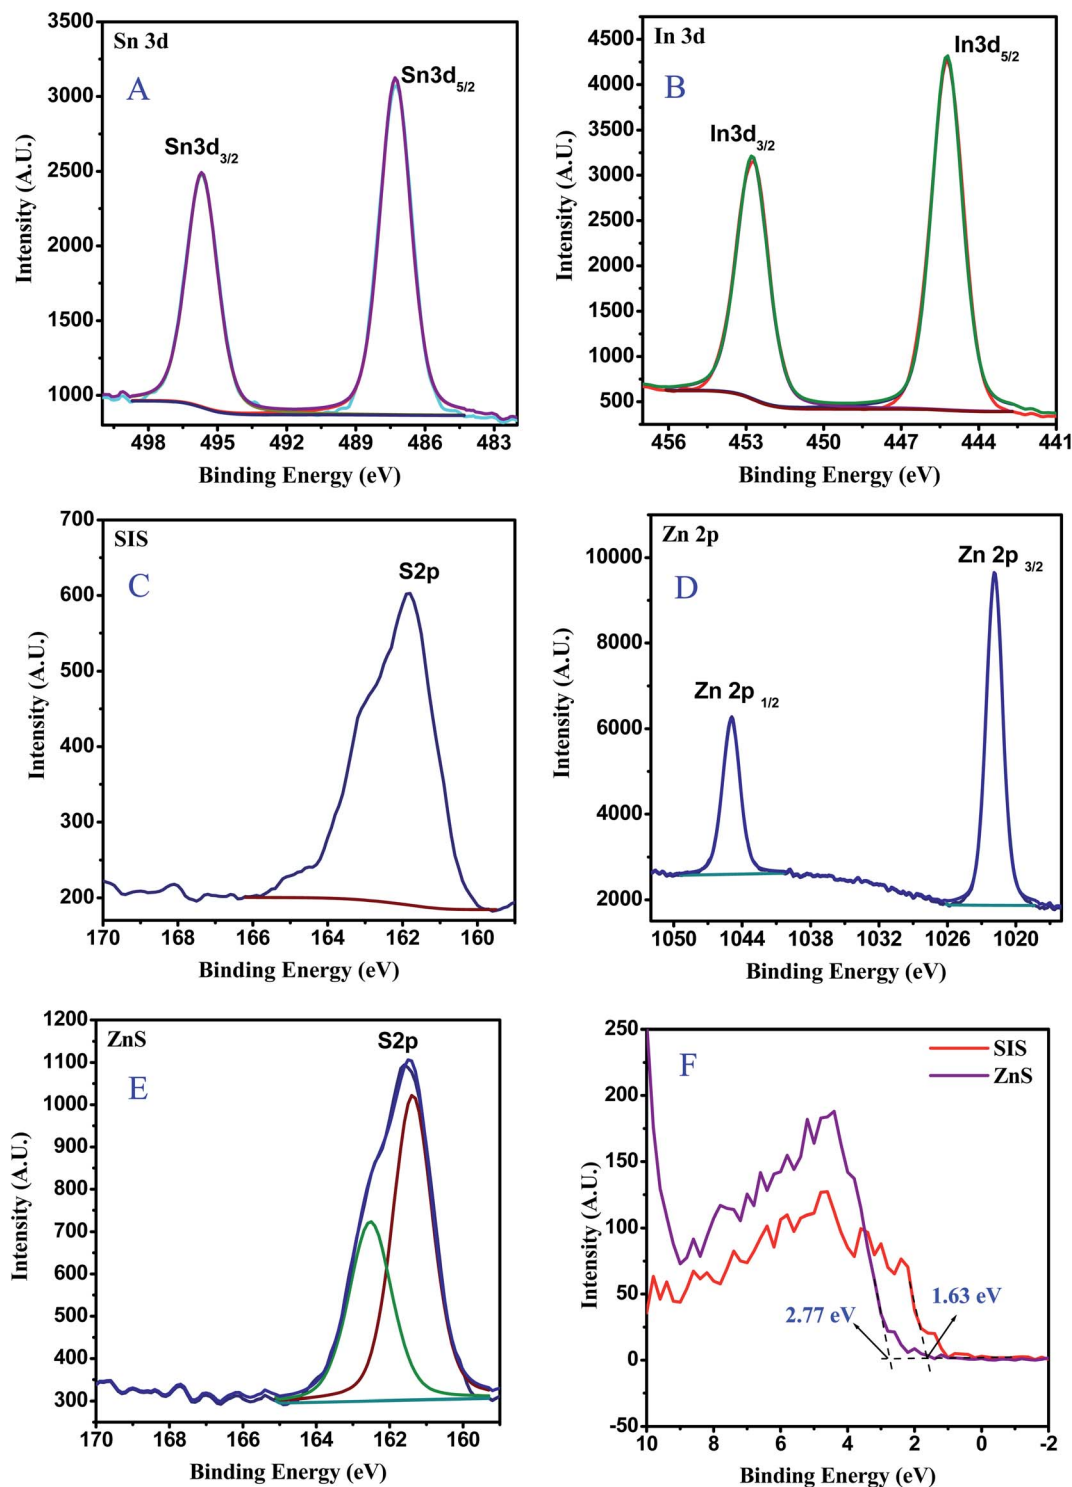 Sn 3d
A
Sn3d5/2
Sn3d3/2
3500
3000
2500
2000
1500
1000
Intensity (A.U.)
498 495 492 489 486 483
Binding Energy (eV)
In 3d
B
In3d5/2
In3d3/2
4500
4000
3500
3000
2500
2000
1500
1000
500
Intensity (A.U.)
456 453 450 447 444 441
Binding Energy (eV)
SIS
C
S2p
700
600
500
400
300
200
Intensity (A.U.)
170 168 166 164 162 160
Binding Energy (eV)
Zn 2p
D
Zn 2p 3/2
Zn 2p 1/2
10000
8000
6000
4000
2000
Intensity (A.U.)
1050 1044 1038 1032 1026 1020
Binding Energy (eV)
ZnS
E
S2p
1200
1100
1000
900
800
700
600
500
400
300
Intensity (A.U.)
170 168 166 164 162 160
Binding Energy (eV)
F
SIS
ZnS
250
200
150
100
50
0
-50
Intensity (A.U.)
2.77 eV
1.63 eV
10 8 6 4 2 0 -2
Binding Energy (eV)